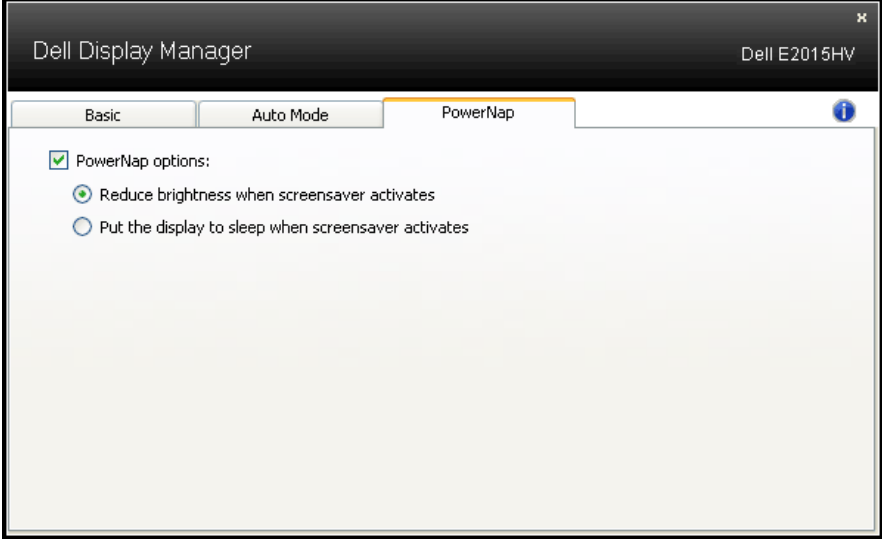 Dell Display Manager
Dell E2015HV
Basic
Auto Mode
PowerNap
PowerNap options:
Reduce brightness when screensaver activates
Put the display to sleep when screensaver activates